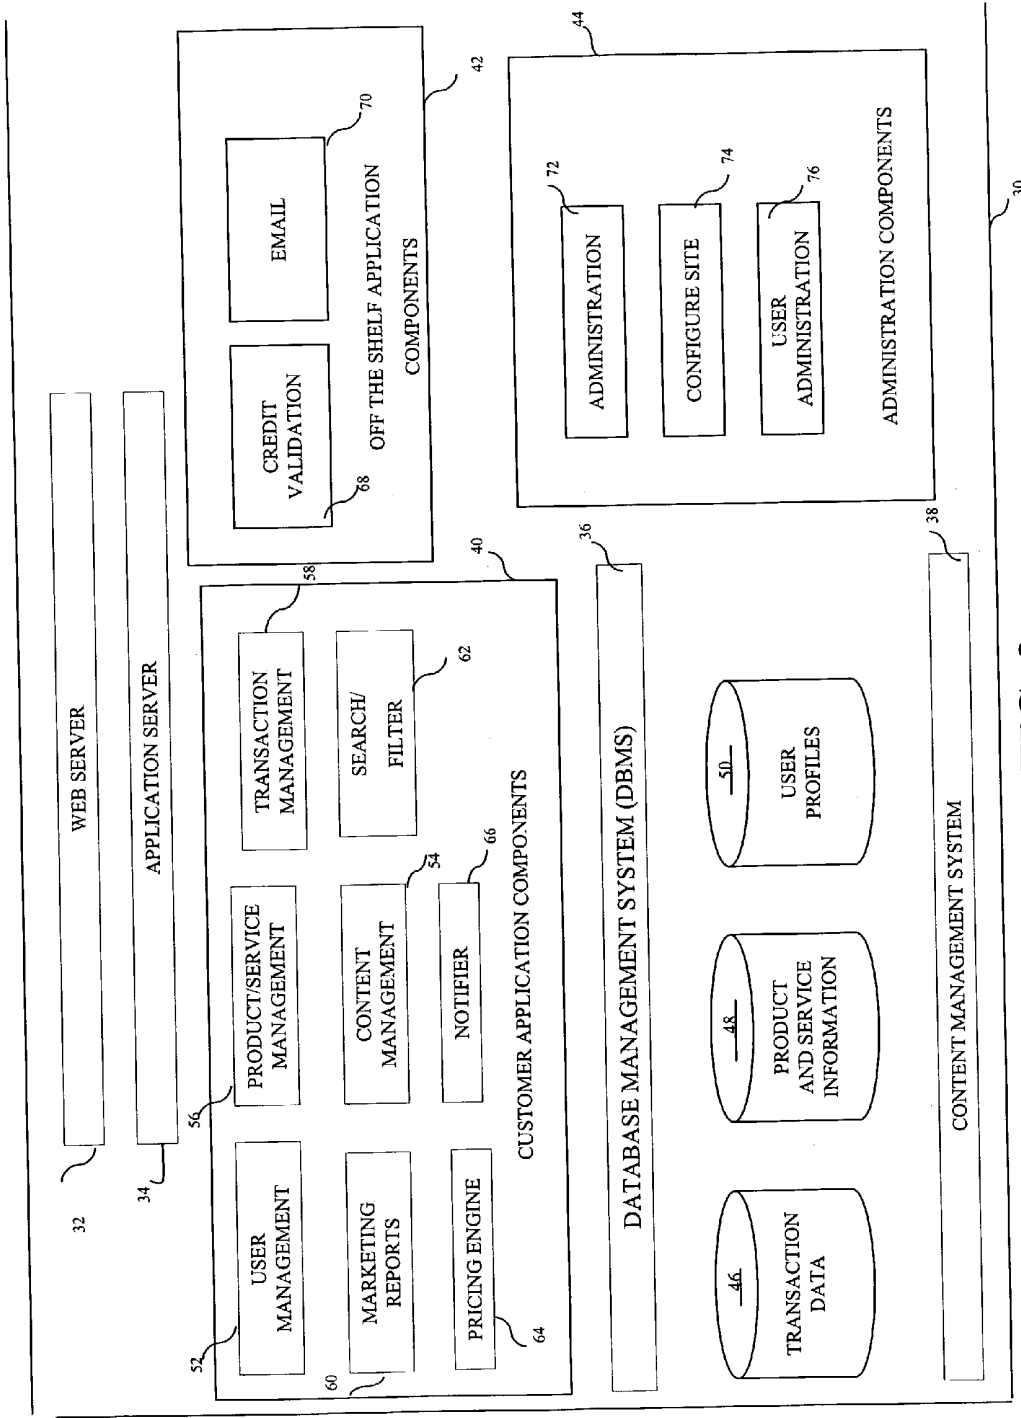 32
WEB SERVER
34
APPLICATION SERVER
52
USER
MANAGEMENT
56
PRODUCT/SERVICE
MANAGEMENT
TRANSACTION
MANAGEMENT
58
60
MARKETING
REPORTS
CONTENT
MANAGEMENT
54
SEARCH/
FILTER
62
PRICING ENGINE
64
NOTIFIER
66
CUSTOMER APPLICATION COMPONENTS
40
CREDIT
VALIDATION
68
EMAIL
70
OFF THE SHELF APPLICATION
COMPONENTS
42
DATABASE MANAGEMENT SYSTEM (DBMS)
36
46
TRANSACTION
DATA
48
PRODUCT
AND SERVICE
INFORMATION
50
USER
PROFILES
CONTENT MANAGEMENT SYSTEM
38
44
ADMINISTRATION
72
CONFIGURE SITE
74
USER
ADMINISTRATION
76
ADMINISTRATION COMPONENTS